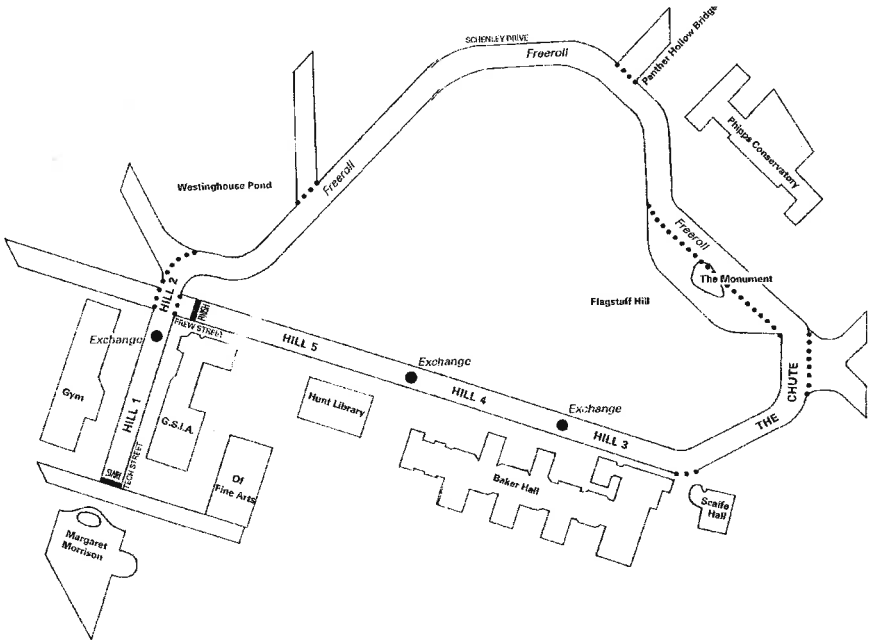 SCHENLEY DRIVE
Freeroll
Panther Hollow Bridge
Phipps Conservatory
Westinghouse Pond
Freeroll
Freeroll
The Monument
Flagstaff Hill
HILL 2
FINISH
FREW STREET
Exchange
HILL 5
Exchange
HILL 4
Exchange
HILL 3
THE CHUTE
Gym
HILL 1
G.S.I.A.
Hunt Library
START
TECH STREET
Of
Fine Arts
Baker Hall
Scaife
Hall
Margaret
Morrison